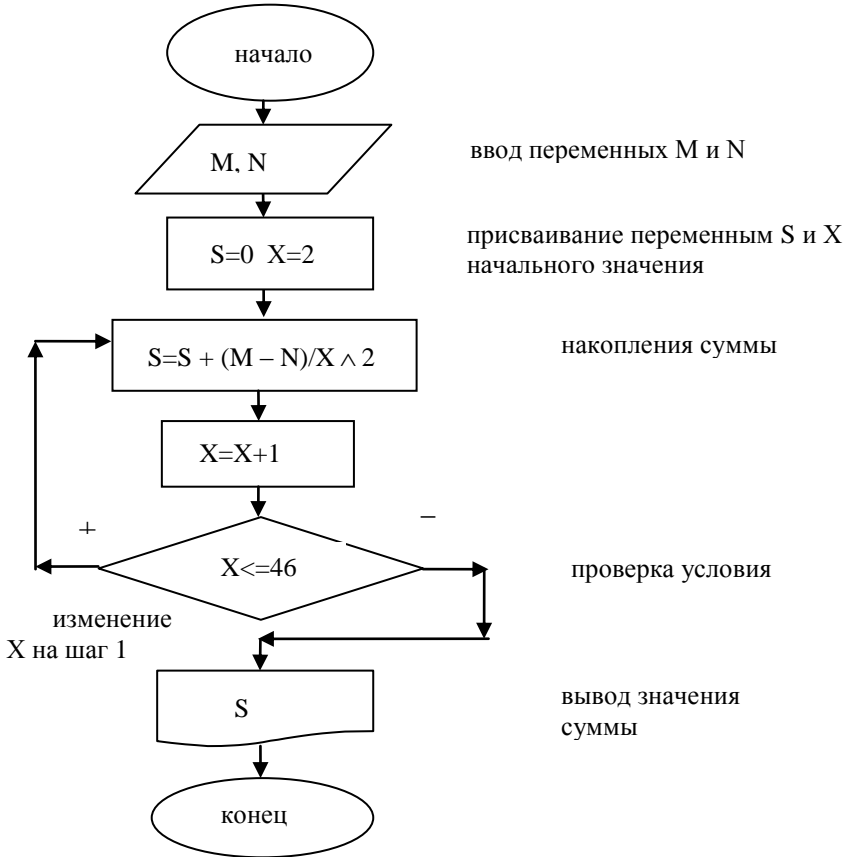 начало
M, N
ввод переменных M и N
S=0 X=2
присваивание переменным S и X
начального значения
S=S + (M – N)/X ∧ 2
накопления суммы
X=X+1
+
–
X<=46
проверка условия
изменение
X на шаг 1
S
вывод значения
суммы
конец